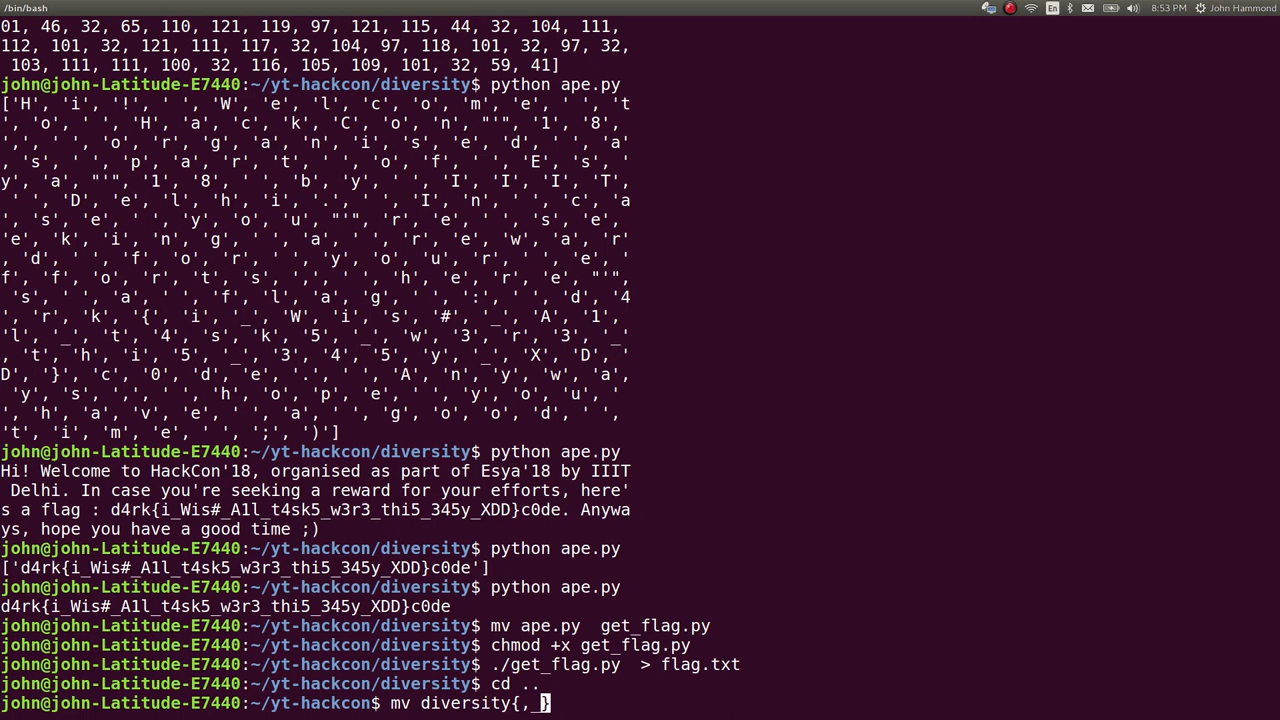 /bin/bash
En
8:53 PM
John Hammond
01, 46, 32, 65, 110, 121, 119, 97, 121, 115, 44, 32, 104, 111,
112, 101, 32, 121, 111, 117, 32, 104, 97, 118, 101, 32, 97, 32,
 103, 111, 111, 100, 32, 116, 105, 109, 101, 32, 59, 41]
john@john-Latitude-E7440:~/yt-hackcon/diversity$ python ape.py
['H', 'i', '!', ' ', 'W', 'e', 'l', 'c', 'o', 'm', 'e', ' ', 't
', 'o', ' ', 'H', 'a', 'c', 'k', 'C', 'o', 'n', "'", '1', '8',
',', ' ', 'o', 'r', 'g', 'a', 'n', 'i', 's', 'e', 'd', ' ', 'a'
, 's', ' ', 'p', 'a', 'r', 't', ' ', 'o', 'f', ' ', 'E', 's', '
y', 'a', "'", '1', '8', ' ', 'b', 'y', ' ', 'I', 'I', 'I', 'T',
 ' ', 'D', 'e', 'l', 'h', 'i', '.', ' ', 'I', 'n', ' ', 'c', 'a
', 's', 'e', ' ', 'y', 'o', 'u', "'", 'r', 'e', ' ', 's', 'e',
'e', 'k', 'i', 'n', 'g', ' ', 'a', ' ', 'r', 'e', 'w', 'a', 'r'
, 'd', ' ', 'f', 'o', 'r', ' ', 'y', 'o', 'u', 'r', ' ', 'e', '
f', 'f', 'o', 'r', 't', 's', ',', ' ', 'h', 'e', 'r', 'e', "'",
 's', ' ', 'a', ' ', 'f', 'l', 'a', 'g', ' ', ':', ' ', 'd', '4
', 'r', 'k', '{', 'i', '_', 'W', 'i', 's', '#', '_', 'A', '1',
'l', '_', 't', '4', 's', 'k', '5', '_', 'w', '3', 'r', '3', '_'
, 't', 'h', 'i', '5', '_', '3', '4', '5', 'y', '_', 'X', 'D', '
D', '}', 'c', '0', 'd', 'e', '.', ' ', 'A', 'n', 'y', 'w', 'a',
 'y', 's', ',', ' ', 'h', 'o', 'p', 'e', ' ', 'y', 'o', 'u', '
', 'h', 'a', 'v', 'e', ' ', 'a', ' ', 'g', 'o', 'o', 'd', ' ',
't', 'i', 'm', 'e', ' ', ';', ')']
john@john-Latitude-E7440:~/yt-hackcon/diversity$ python ape.py
Hi! Welcome to HackCon'18, organised as part of Esya'18 by IIIT
 Delhi. In case you're seeking a reward for your efforts, here'
s a flag : d4rk{i_Wis#_A1l_t4sk5_w3r3_thi5_345y_XDD}c0de. Anywa
ys, hope you have a good time ;)
john@john-Latitude-E7440:~/yt-hackcon/diversity$ python ape.py
['d4rk{i_Wis#_A1l_t4sk5_w3r3_thi5_345y_XDD}c0de']
john@john-Latitude-E7440:~/yt-hackcon/diversity$ python ape.py
d4rk{i_Wis#_A1l_t4sk5_w3r3_thi5_345y_XDD}c0de
john@john-Latitude-E7440:~/yt-hackcon/diversity$ mv ape.py  get_flag.py
john@john-Latitude-E7440:~/yt-hackcon/diversity$ chmod +x get_flag.py
john@john-Latitude-E7440:~/yt-hackcon/diversity$ ./get_flag.py  > flag.txt
john@john-Latitude-E7440:~/yt-hackcon/diversity$ cd ..
john@john-Latitude-E7440:~/yt-hackcon$ mv diversity{,_}